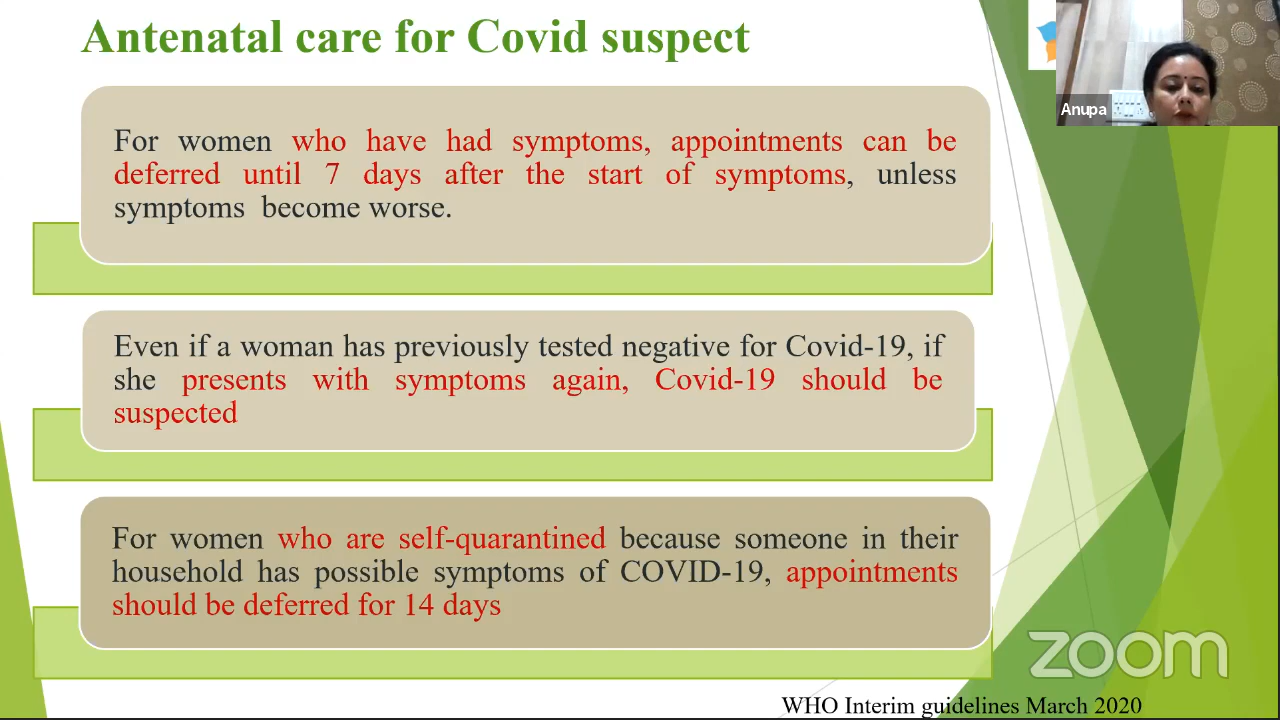 Antenatal care for Covid suspect
Anupa
For women who have had symptoms, appointments can be
deferred until 7 days after the start of symptoms, unless
symptoms become worse.
Even if a woman has previously tested negative for Covid-19, if
she presents with symptoms again, Covid-19 should be
suspected
For women who are self-quarantined because someone in their
household has possible symptoms of COVID-19, appointments
should be deferred for 14 days
zoom
WHO Interim guidelines March 2020